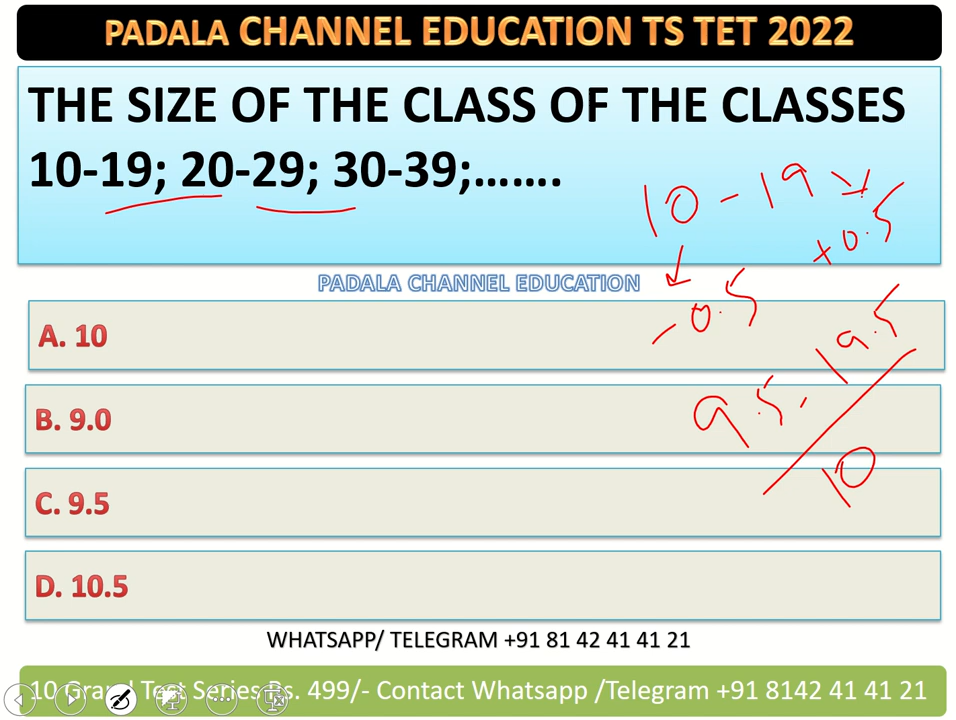 PADALA CHANNEL EDUCATION TS TET 2022
THE SIZE OF THE CLASS OF THE CLASSES
10-19; 20-29; 30-39;…….
10 - 19
+0.5
-0.5
9.5 - 19.5
10
PADALA CHANNEL EDUCATION
A. 10
B. 9.0
C. 9.5
D. 10.5
WHATSAPP/ TELEGRAM +91 81 42 41 41 21
10 Grand Test Series Rs. 499/- Contact Whatsapp /Telegram +91 8142 41 41 21